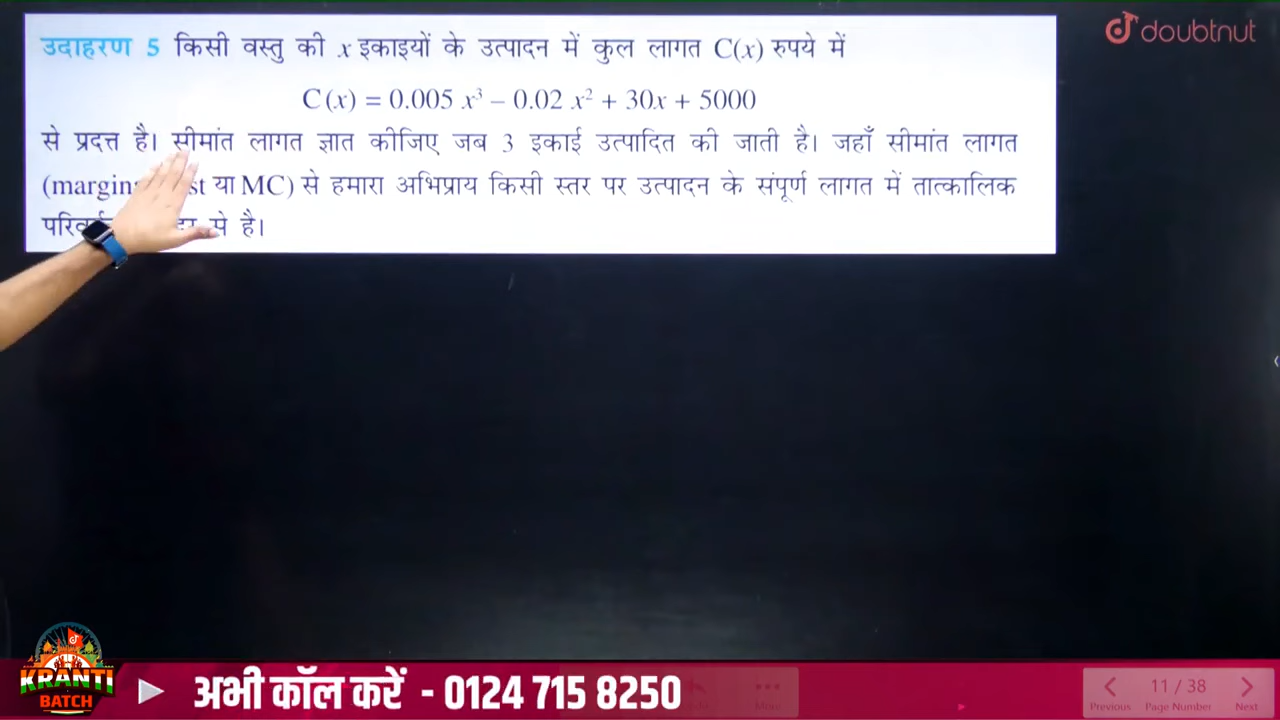 doubtnut
उदाहरण 5 किसी वस्तु की x इकाइयों के उत्पादन में कुल लागत C(x) रुपये में
C(x) = 0.005 x³ – 0.02 x² + 30x + 5000
से प्रदत्त है। सीमांत लागत ज्ञात कीजिए जब 3 इकाई उत्पादित की जाती है। जहाँ सीमांत लागत
या MC) से हमारा अभिप्राय किसी स्तर पर उत्पादन के संपूर्ण लागत में तात्कालिक
से है।
KRANTI
BATCH
अभी कॉल करें - 0124 715 8250
11 / 38
Previous Page Number Next